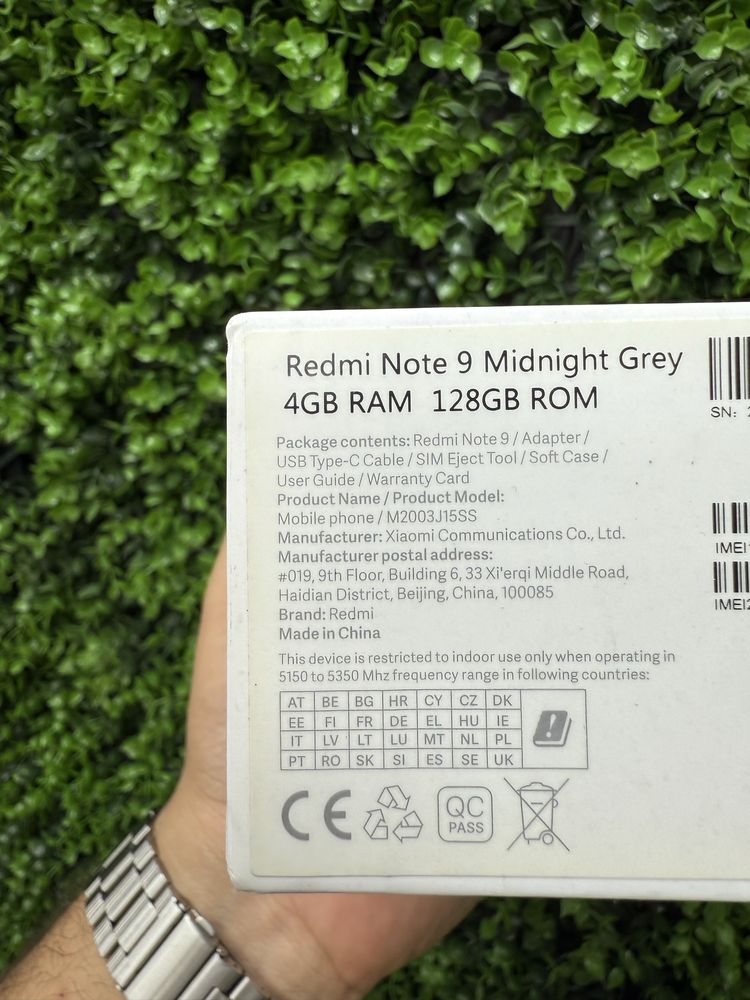 Redmi Note 9 Midnight Grey
4GB RAM 128GB ROM
Package contents: Redmi Note 9 / Adapter /
USB Type-C Cable / SIM Eject Tool / Soft Case /
User Guide / Warranty Card
Product Name / Product Model:
Mobile phone / M2003J15SS
Manufacturer: Xiaomi Communications Co., Ltd.
Manufacturer postal address:
#019, 9th Floor, Building 6, 33 Xi'erqi Middle Road,
Haidian District, Beijing, China, 100085
Brand: Redmi
Made in China
This device is restricted to indoor use only when operating in
5150 to 5350 Mhz frequency range in following countries:
AT BE BG HR CY CZ DK
EE FI FR DE EL HU IE
IT LV LT LU MT NL PL
PT RO SK SI ES SE UK
CE
QC
PASS
SN:
IMEI1
IMEI2